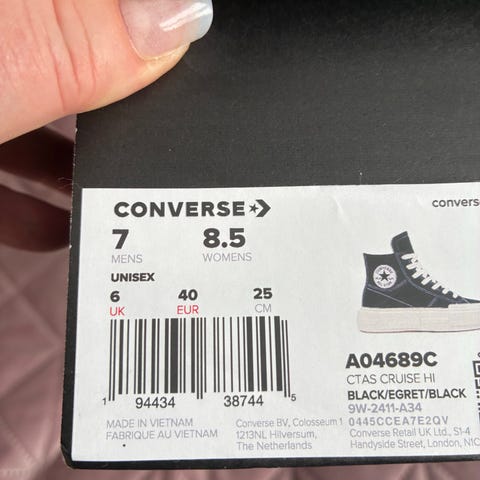 CONVERSE
converse
7 8.5
MENS WOMENS
UNISEX
6 40 25
UK EUR CM
1 94434 38744 5
A04689C
CTAS CRUISE HI
BLACK/EGRET/BLACK
9W-2411-A34
0445CCEA7E2QV
MADE IN VIETNAM
FABRIQUE AU VIETNAM
Converse BV, Colosseum 1
1213NL Hilversum,
The Netherlands
Converse Retail UK Ltd., S1-4
Handyside Street, London, N1C